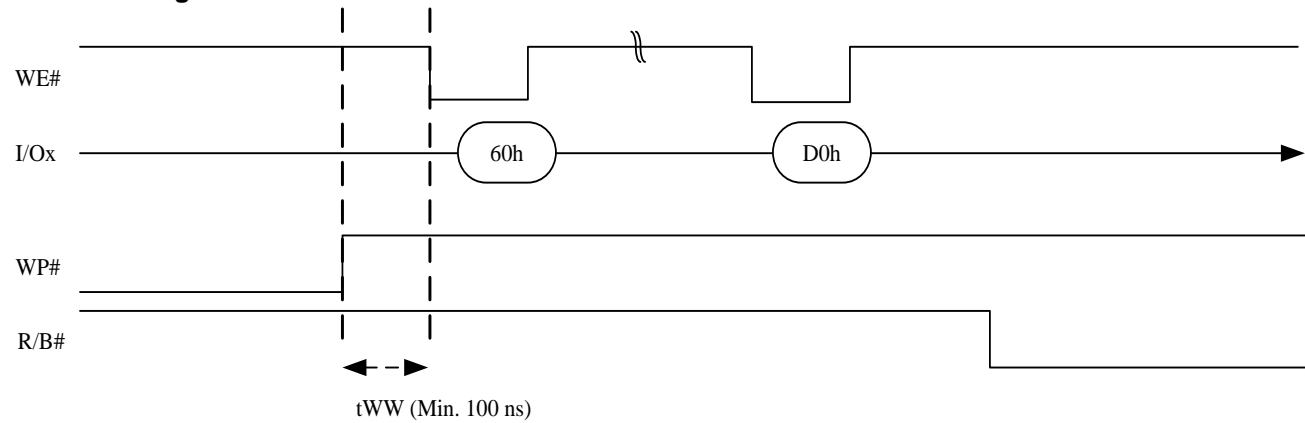 WE#
I/Ox
60h
D0h
WP#
R/B#
tWW (Min. 100 ns)